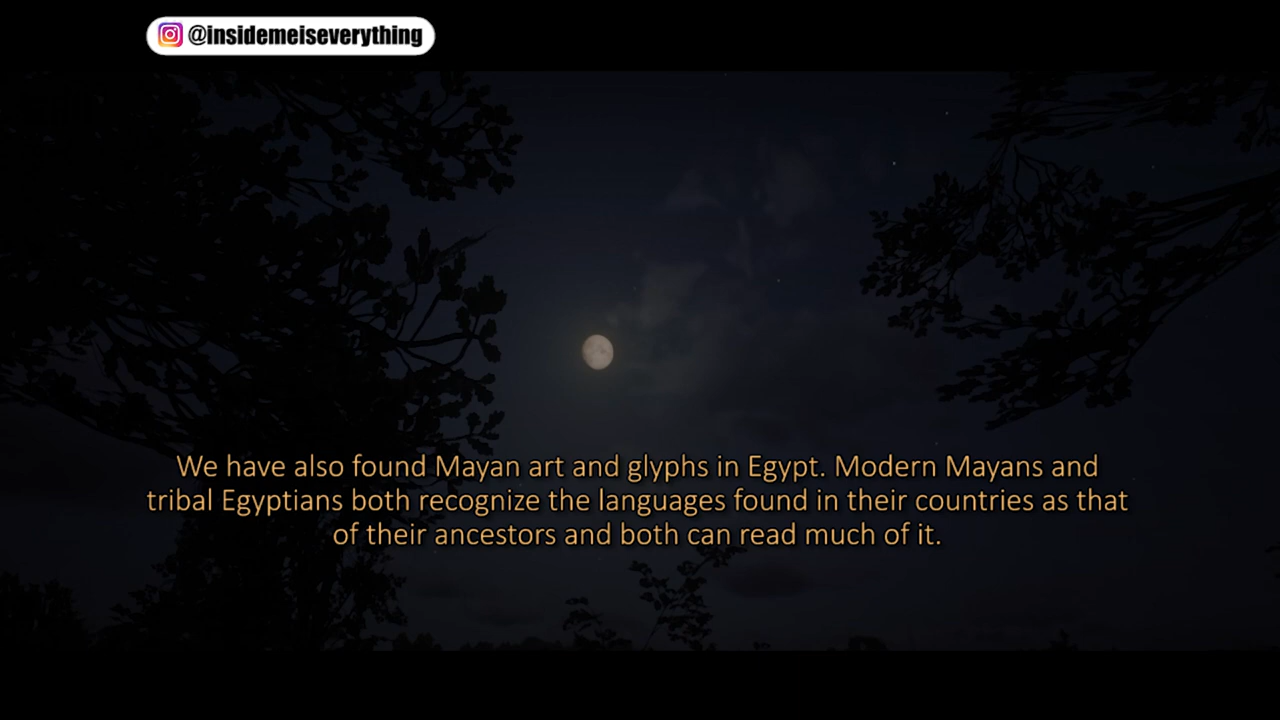 @insidemeiseverything
We have also found Mayan art and glyphs in Egypt. Modern Mayans and
tribal Egyptians both recognize the languages found in their countries as that
of their ancestors and both can read much of it.